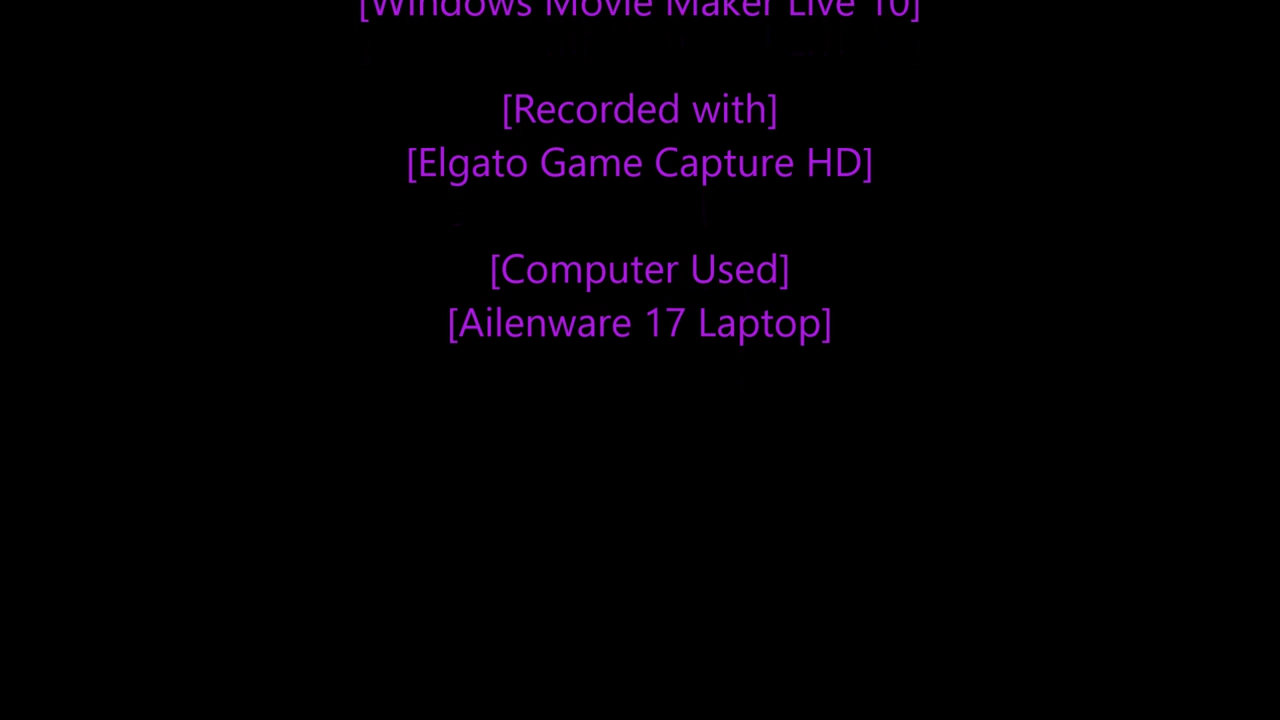 [Windows Movie Maker Live 10]
[Recorded with]
[Elgato Game Capture HD]
[Computer Used]
[Ailenware 17 Laptop]